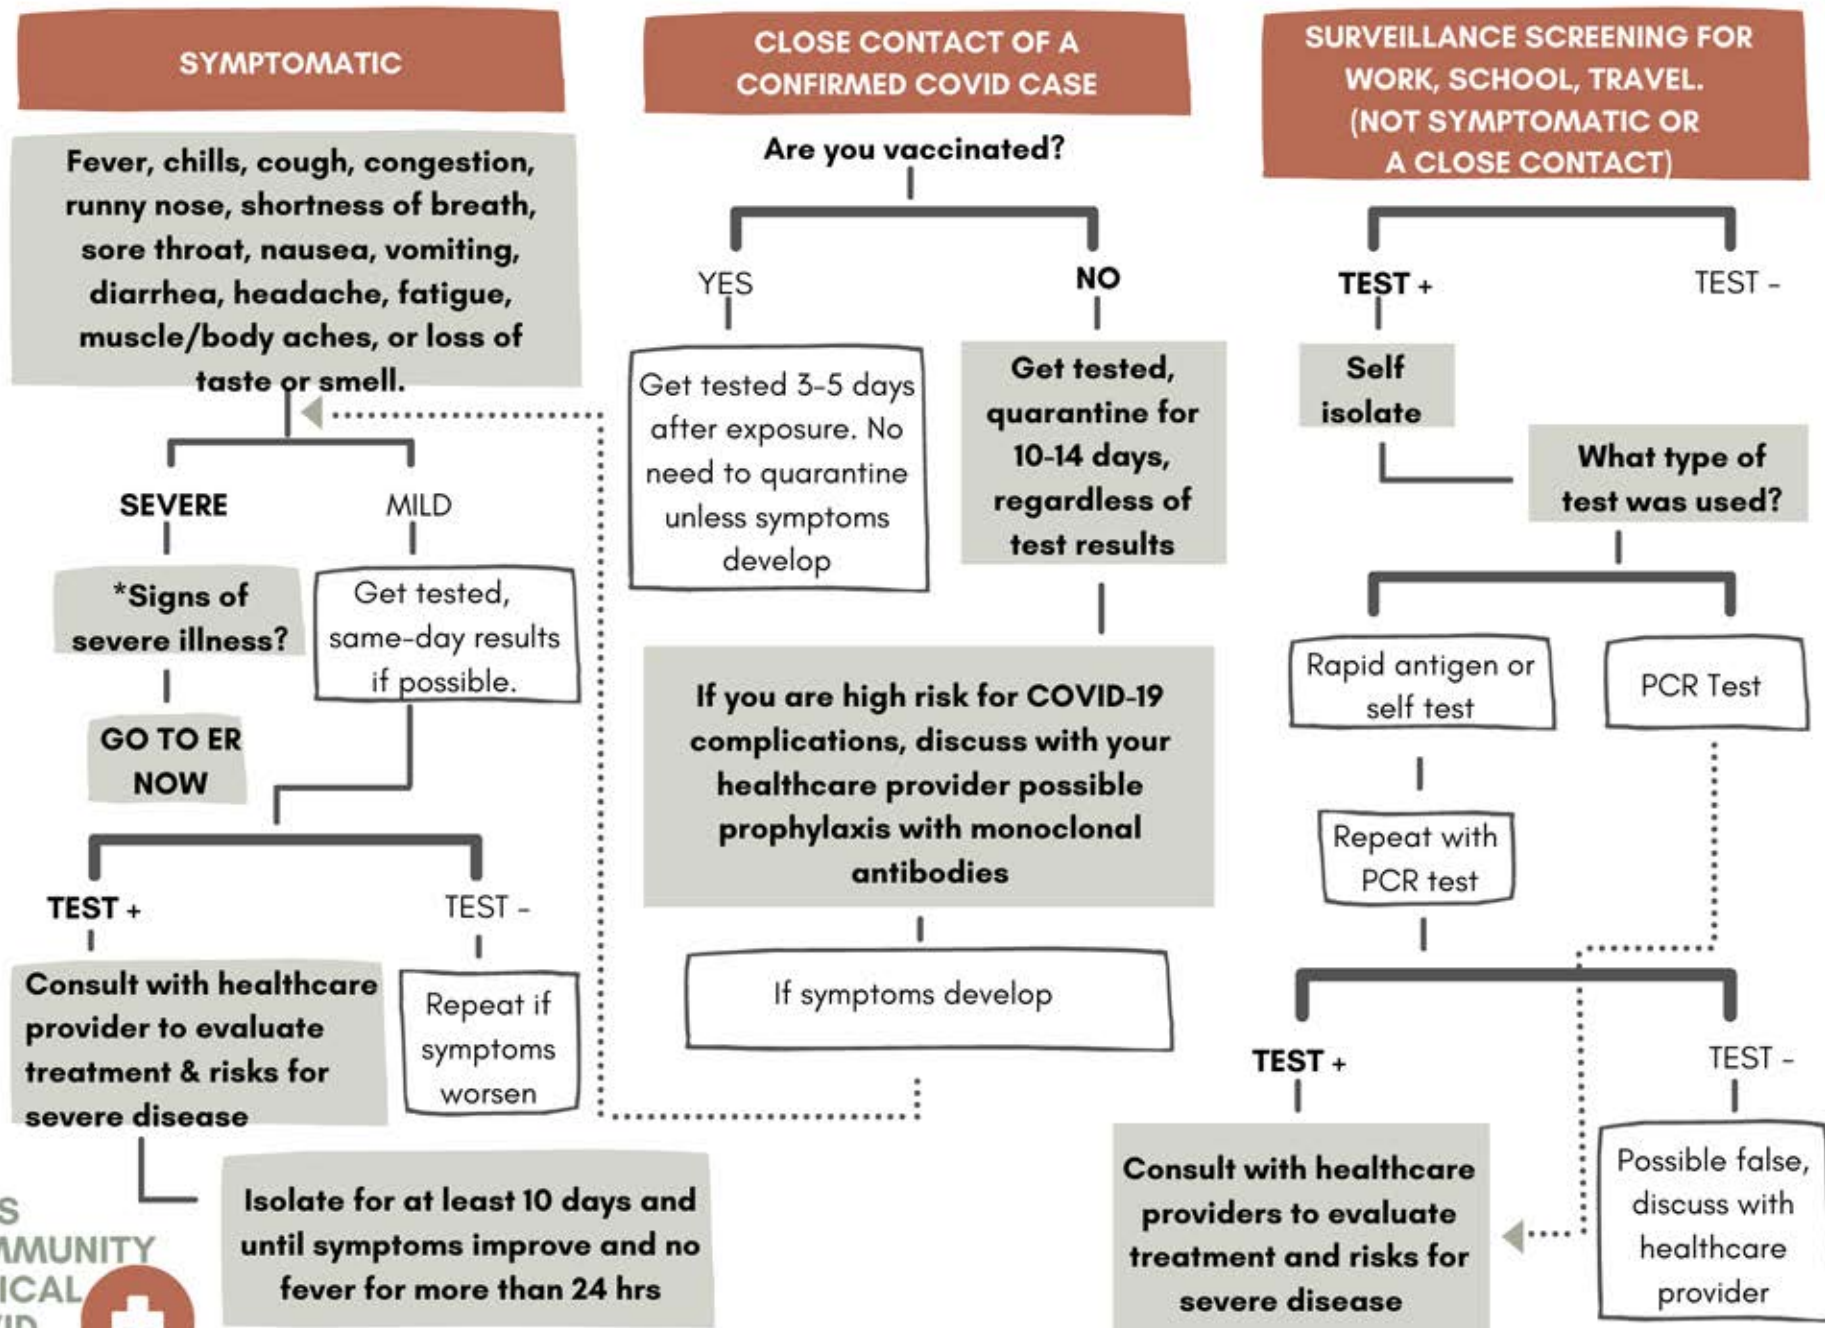 SYMPTOMATIC
Fever, chills, cough, congestion,
runny nose, shortness of breath,
sore throat, nausea, vomiting,
diarrhea, headache, fatigue,
muscle/body aches, or loss of
taste or smell.
SEVERE
MILD
*Signs of
severe illness?
Get tested,
same-day results
if possible.
GO TO ER
NOW
TEST +
TEST -
Consult with healthcare
provider to evaluate
treatment & risks for
severe disease
Repeat if
symptoms
worsen
Isolate for at least 10 days and
until symptoms improve and no
fever for more than 24 hrs
CLOSE CONTACT OF A
CONFIRMED COVID CASE
Are you vaccinated?
YES
NO
Get tested 3-5 days
after exposure. No
need to quarantine
unless symptoms
develop
Get tested,
quarantine for
10-14 days,
regardless of
test results
If you are high risk for COVID-19
complications, discuss with your
healthcare provider possible
prophylaxis with monoclonal
antibodies
If symptoms develop
SURVEILLANCE SCREENING FOR
WORK, SCHOOL, TRAVEL.
(NOT SYMPTOMATIC OR
A CLOSE CONTACT)
TEST +
TEST -
Self
isolate
What type of
test was used?
Rapid antigen or
self test
PCR Test
Repeat with
PCR test
TEST +
TEST -
Consult with healthcare
providers to evaluate
treatment and risks for
severe disease
Possible false,
discuss with
healthcare
provider